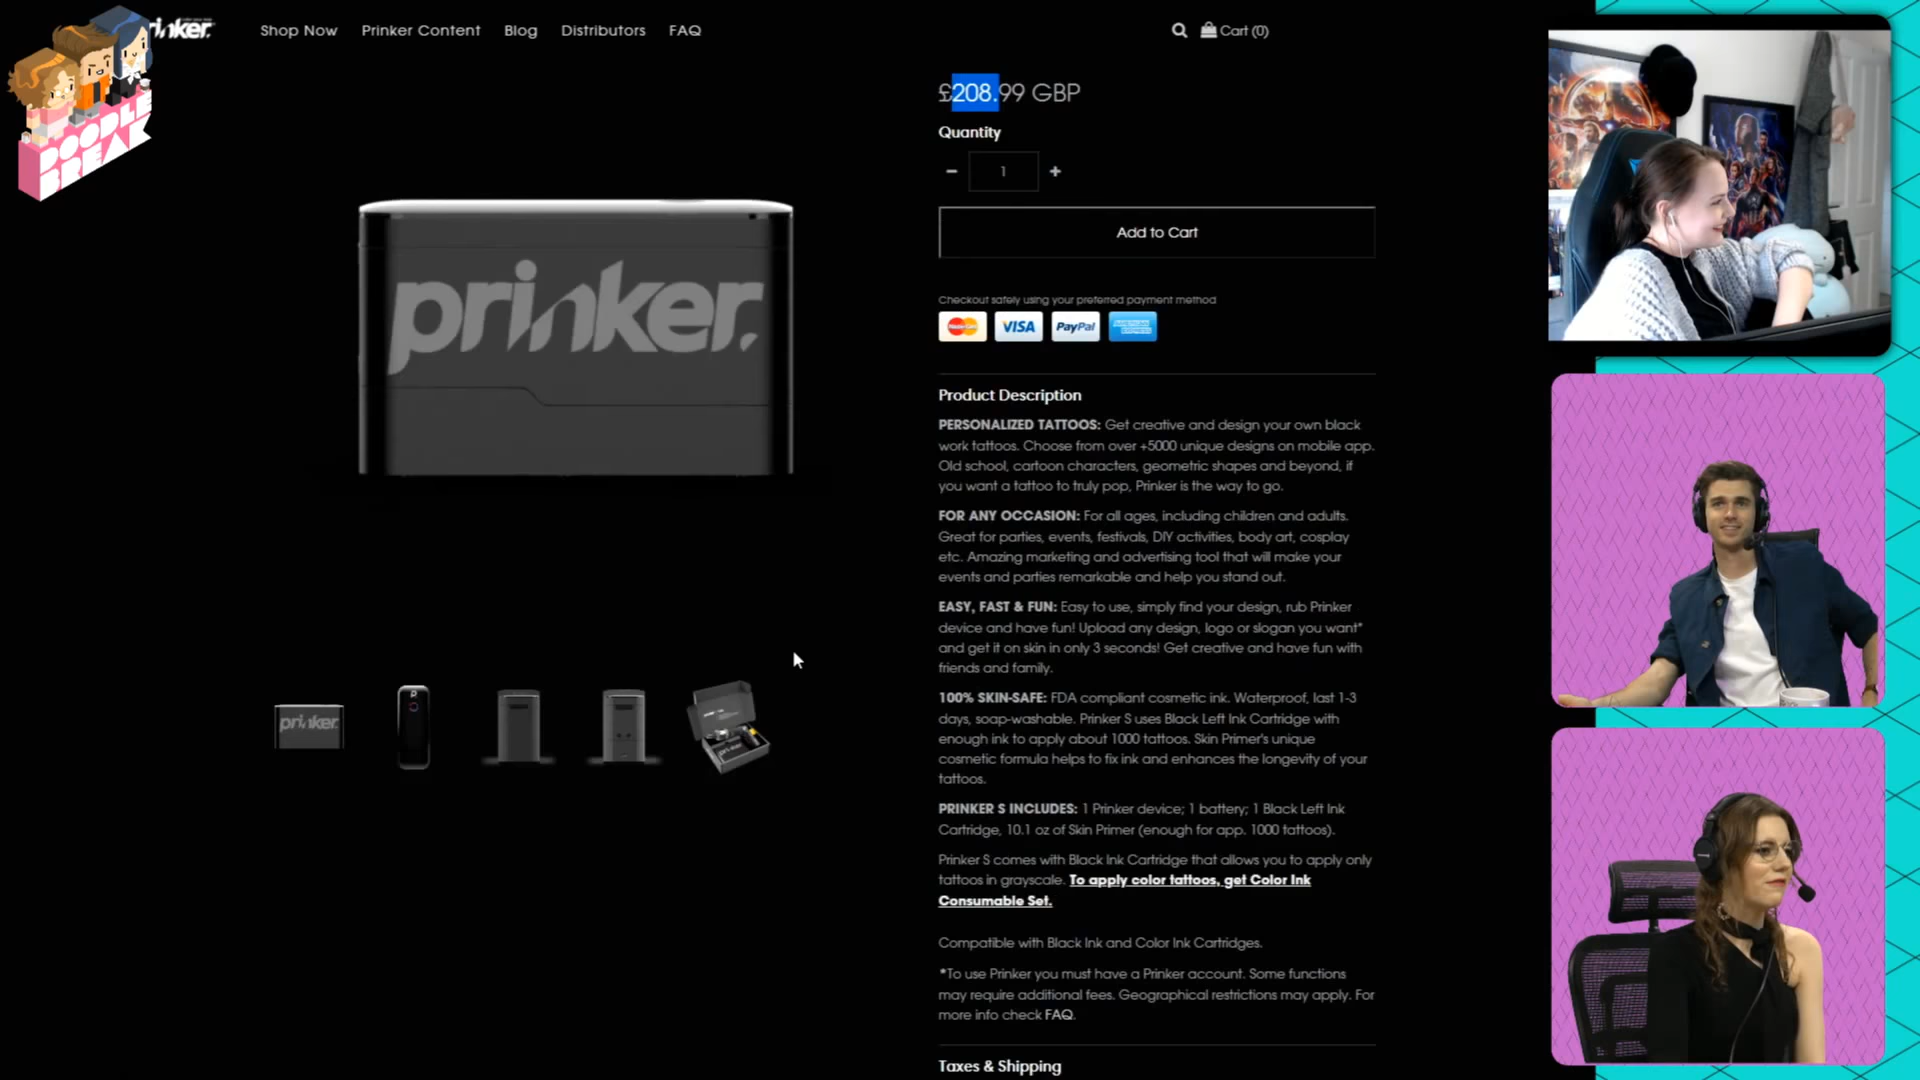 prinker.
Shop Now
Prinker Content
Blog
Distributors
FAQ
Cart (0)
DOODLE
BREAK
£208.99 GBP
Quantity
1
Add to Cart
prinker.
Checkout safely using your preferred payment method
MasterCard
VISA
PayPal
AMERICAN EXPRESS
Product Description
PERSONALIZED TATTOOS: Get creative and design your own black
work tattoos. Choose from over +5000 unique designs on mobile app.
Old school, cartoon characters, geometric shapes and beyond, if
you want a tattoo to truly pop, Prinker is the way to go.
FOR ANY OCCASION: For all ages, including children and adults.
Great for parties, events, festivals, DIY activities, body art, cosplay
etc. Amazing marketing and advertising tool that will make your
events and parties remarkable and help you stand out.
EASY, FAST & FUN: Easy to use, simply find your design, rub Prinker
device and have fun! Upload any design, logo or slogan you want*
and get it on skin in only 3 seconds! Get creative and have fun with
friends and family.
100% SKIN-SAFE: FDA compliant cosmetic ink. Waterproof, last 1-3
days, soap-washable. Prinker S uses Black Left Ink Cartridge with
enough ink to apply about 1000 tattoos. Skin Primer's unique
cosmetic formula helps to fix ink and enhances the longevity of your
tattoos.
prinker.
PRINKER S INCLUDES: 1 Prinker device; 1 battery; 1 Black Left Ink
Cartridge, 10.1 oz of Skin Primer (enough for app. 1000 tattoos).
Prinker S comes with Black Ink Cartridge that allows you to apply only
tattoos in grayscale. To apply color tattoos, get Color Ink
Consumable Set.
Compatible with Black Ink and Color Ink Cartridges.
*To use Prinker you must have a Prinker account. Some functions
may require additional fees. Geographical restrictions may apply. For
more info check FAQ.
Taxes & Shipping